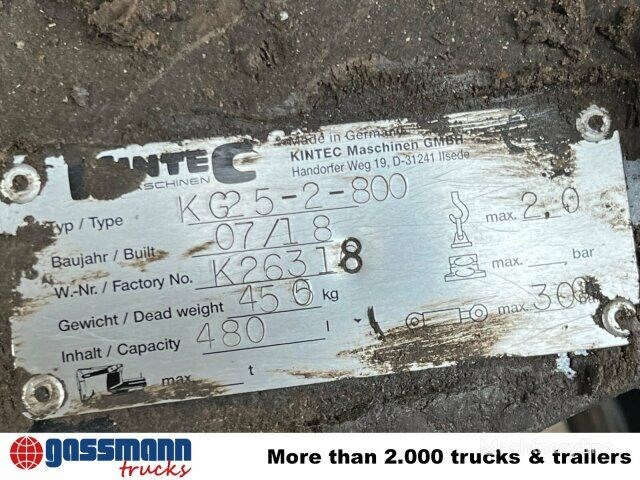 KINTEC
MASCHINEN
Made in Germany
KINTEC Maschinen GMBH
Handorfer Weg 19, D-31241 Ilsede
Typ / Type KG25-2-800
Baujahr / Built 07/18
W.-Nr. / Factory No. K26318
Gewicht / Dead weight 456 kg
Inhalt / Capacity 480 l
max. t
max. 2,0
max. bar
max. 300
gassmann
trucks
More than 2.000 trucks & trailers